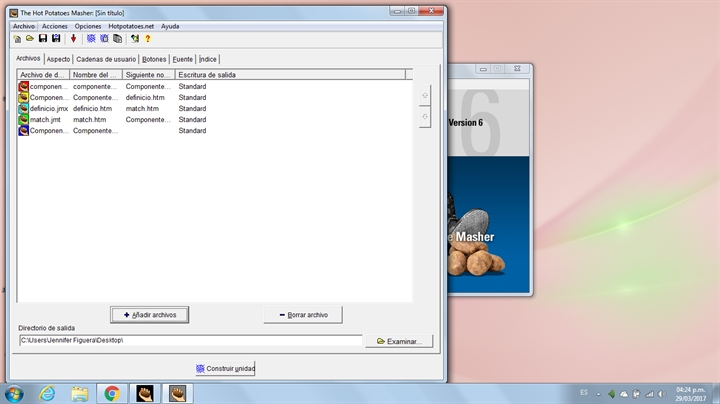 The Hot Potatoes Masher: [Sin título]
Archivo Acciones Opciones Hotpotatoes.net Ayuda
Archivos Aspecto Cadenas de usuario Botones Fuente Índice
Archivo de d... Nombre del ... Siguiente no... Escritura de salida
componen... componente... Componente... Standard
Componen... Componente... definicio.htm Standard
definicio.jmx definicio.htm match.htm Standard
match.jmt match.htm Componente... Standard
Componen... Componente... Standard
Añadir archivos Borrar archivo
Directorio de salida
C:\Users\Jennifer Figuera\Desktop\ Examinar...
Construir unidad
6
Version 6
e Masher
ES 04:24 p.m.
29/03/2017